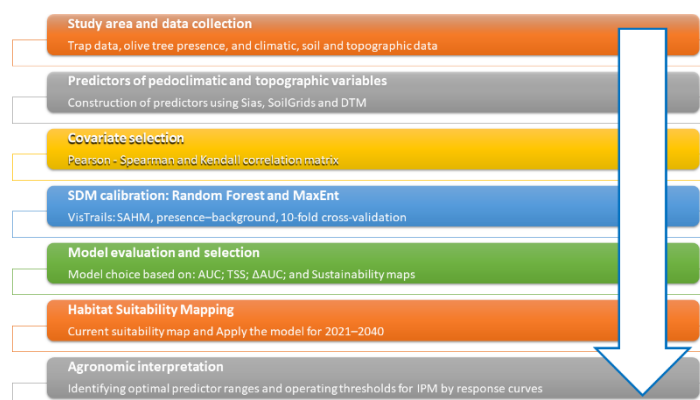 Study area and data collection
Trap data, olive tree presence, and climatic, soil and topographic data
Predictors of pedoclimatic and topographic variables
Construction of predictors using Sias, SoilGrids and DTM
Covariate selection
Pearson - Spearman and Kendall correlation matrix
SDM calibration: Random Forest and MaxEnt
VisTrails: SAHM, presence–background, 10-fold cross-validation
Model evaluation and selection
Model choice based on: AUC; TSS; ΔAUC; and Sustainability maps
Habitat Suitability Mapping
Current suitability map and Apply the model for 2021–2040
Agronomic interpretation
Identifying optimal predictor ranges and operating thresholds for IPM by response curves